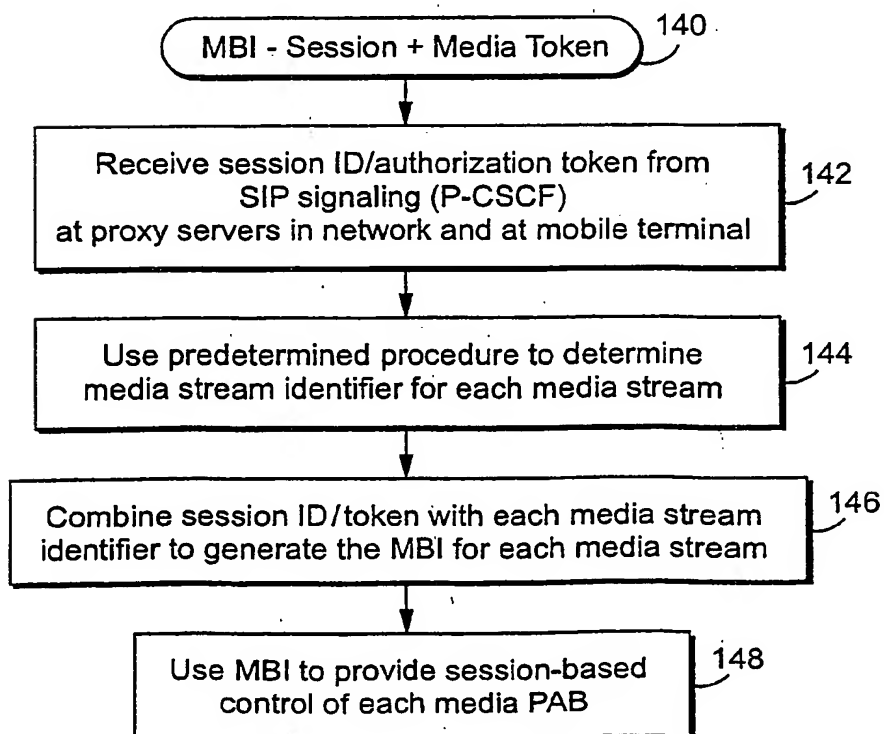 MBI - Session + Media Token
140
Receive session ID/authorization token from
SIP signaling (P-CSCF)
at proxy servers in network and at mobile terminal
142
Use predetermined procedure to determine
media stream identifier for each media stream
144
Combine session ID/token with each media stream
identifier to generate the MBI for each media stream
146
Use MBI to provide session-based
control of each media PAB
148